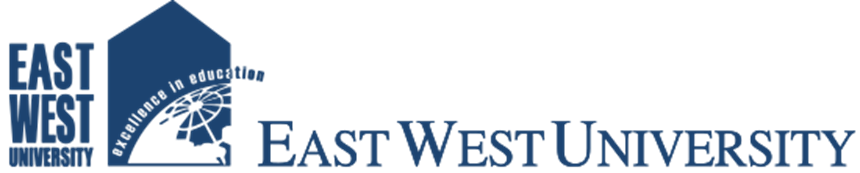 EAST
WEST
UNIVERSITY
excellence in education
EAST WEST UNIVERSITY